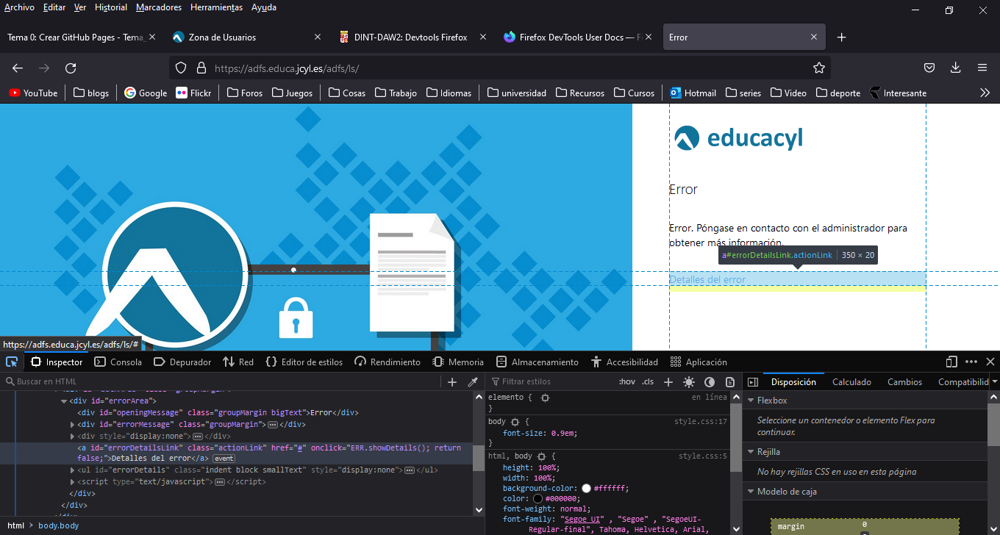 Archivo Editar Ver Historial Marcadores Herramientas Ayuda
Tema 0: Crear GitHub Pages - Tema_
Zona de Usuarios
DINT-DAW2: Devtools Firefox
Firefox DevTools User Docs — Fi
Error
https://adfs.educa.jcyl.es/adfs/ls/
YouTube blogs Google Flickr Foros Juegos Cosas Trabajo Idiomas universidad Recursos Cursos Hotmail series Video deporte Interesante
educacyl
Error
Error. Póngase en contacto con el administrador para
obtener más información.
a#errorDetailsLink.actionLink 350 × 20
Detalles del error
https://adfs.educa.jcyl.es/adfs/ls/#
Inspector Consola Depurador Red Editor de estilos Rendimiento Memoria Almacenamiento Accesibilidad Aplicación
Buscar en HTML
<div id="errorArea">
<div id="openingMessage" class="groupMargin bigText">Error</div>
<div id="errorMessage" class="groupMargin">…</div>
<div style="display:none">…</div>
<a id="errorDetailsLink" class="actionLink" href="#" onclick="ERR.showDetails(); return
false;">Detalles del error</a> event
<ul id="errorDetails" class="indent block smallText" style="display:none">…</ul>
<script type="text/javascript">…</script>
</div>
</div>
html body.body
Filtrar estilos :hov .cls
elemento { en línea
}
body { style.css:17
font-size: 0.9em;
}
html, body { style.css:5
height: 100%;
width: 100%;
background-color: #ffffff;
color: #000000;
font-weight: normal;
font-family: "Segoe UI" , "Segoe" , "SegoeUI-
Regular-final", Tahoma, Helvetica, Arial,
Disposición Calculado Cambios Compatibilid
Flexbox
Seleccione un contenedor o elemento Flex para
continuar.
Rejilla
No hay rejillas CSS en uso en esta página
Modelo de caja
margin 0